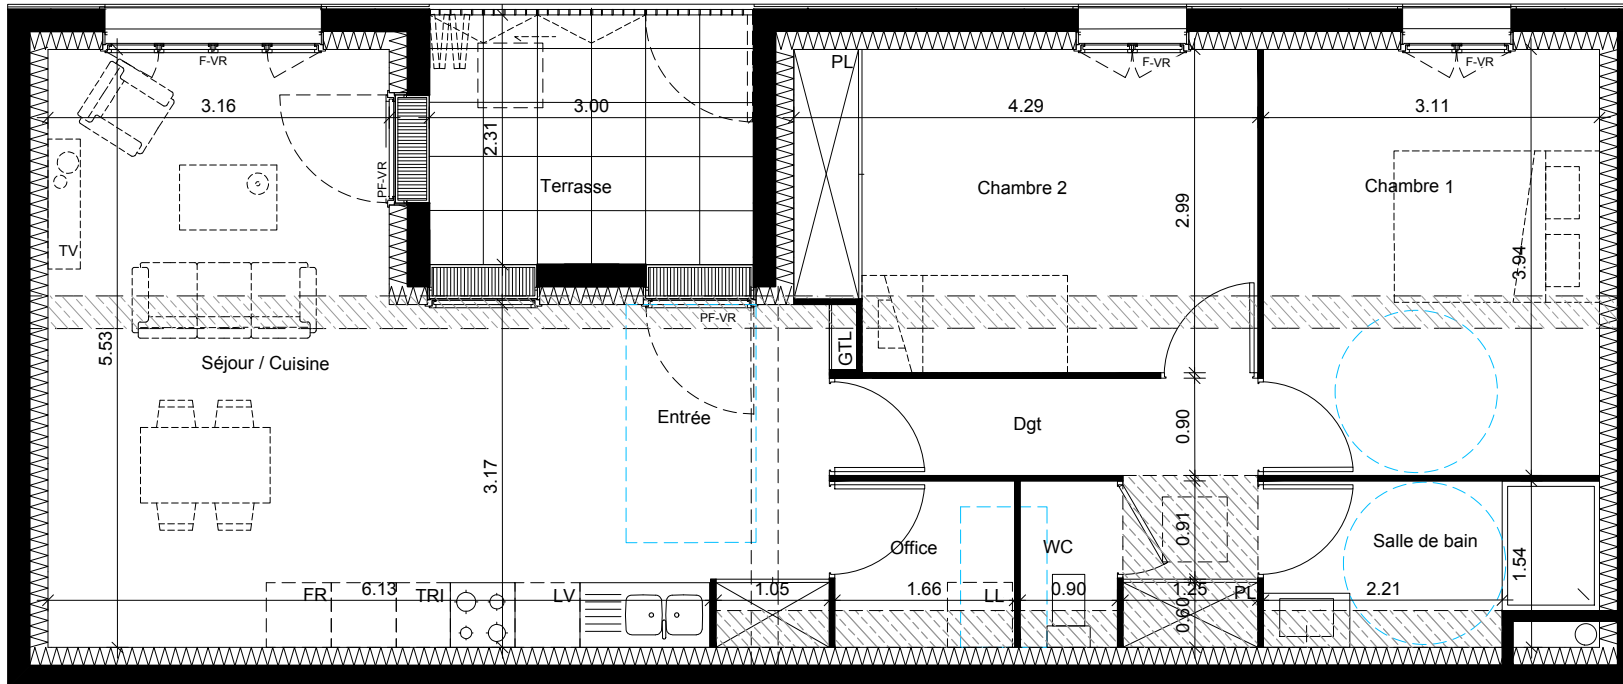 F-VR
PL
F-VR
F-VR
3.16
3.00
4.29
3.11
2.31
PF-VR
Terrasse
Chambre 2
Chambre 1
2.99
TV
3.94
PF-VR
5.53
Séjour / Cuisine
GTL
Entrée
Dgt
0.90
3.17
0.91
Office
WC
Salle de bain
1.54
FR
6.13
TRI
LV
1.05
1.66
LL
0.90
1.25
PL
2.21
0.60